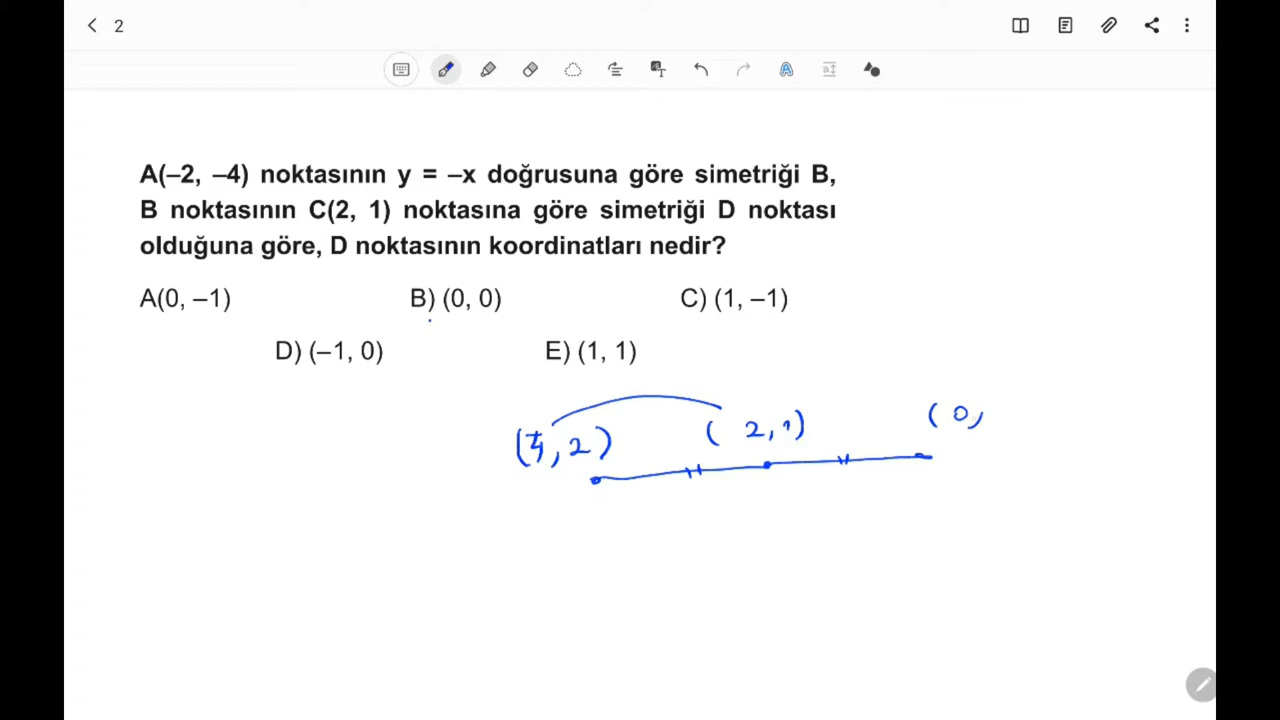 2
A(–2, –4) noktasının y = –x doğrusuna göre simetriği B,
B noktasının C(2, 1) noktasına göre simetriği D noktası
olduğuna göre, D noktasının koordinatları nedir?
A(0, –1) B) (0, 0) C) (1, –1)
D) (–1, 0) E) (1, 1)
(4, 2) (2, 1) (0,